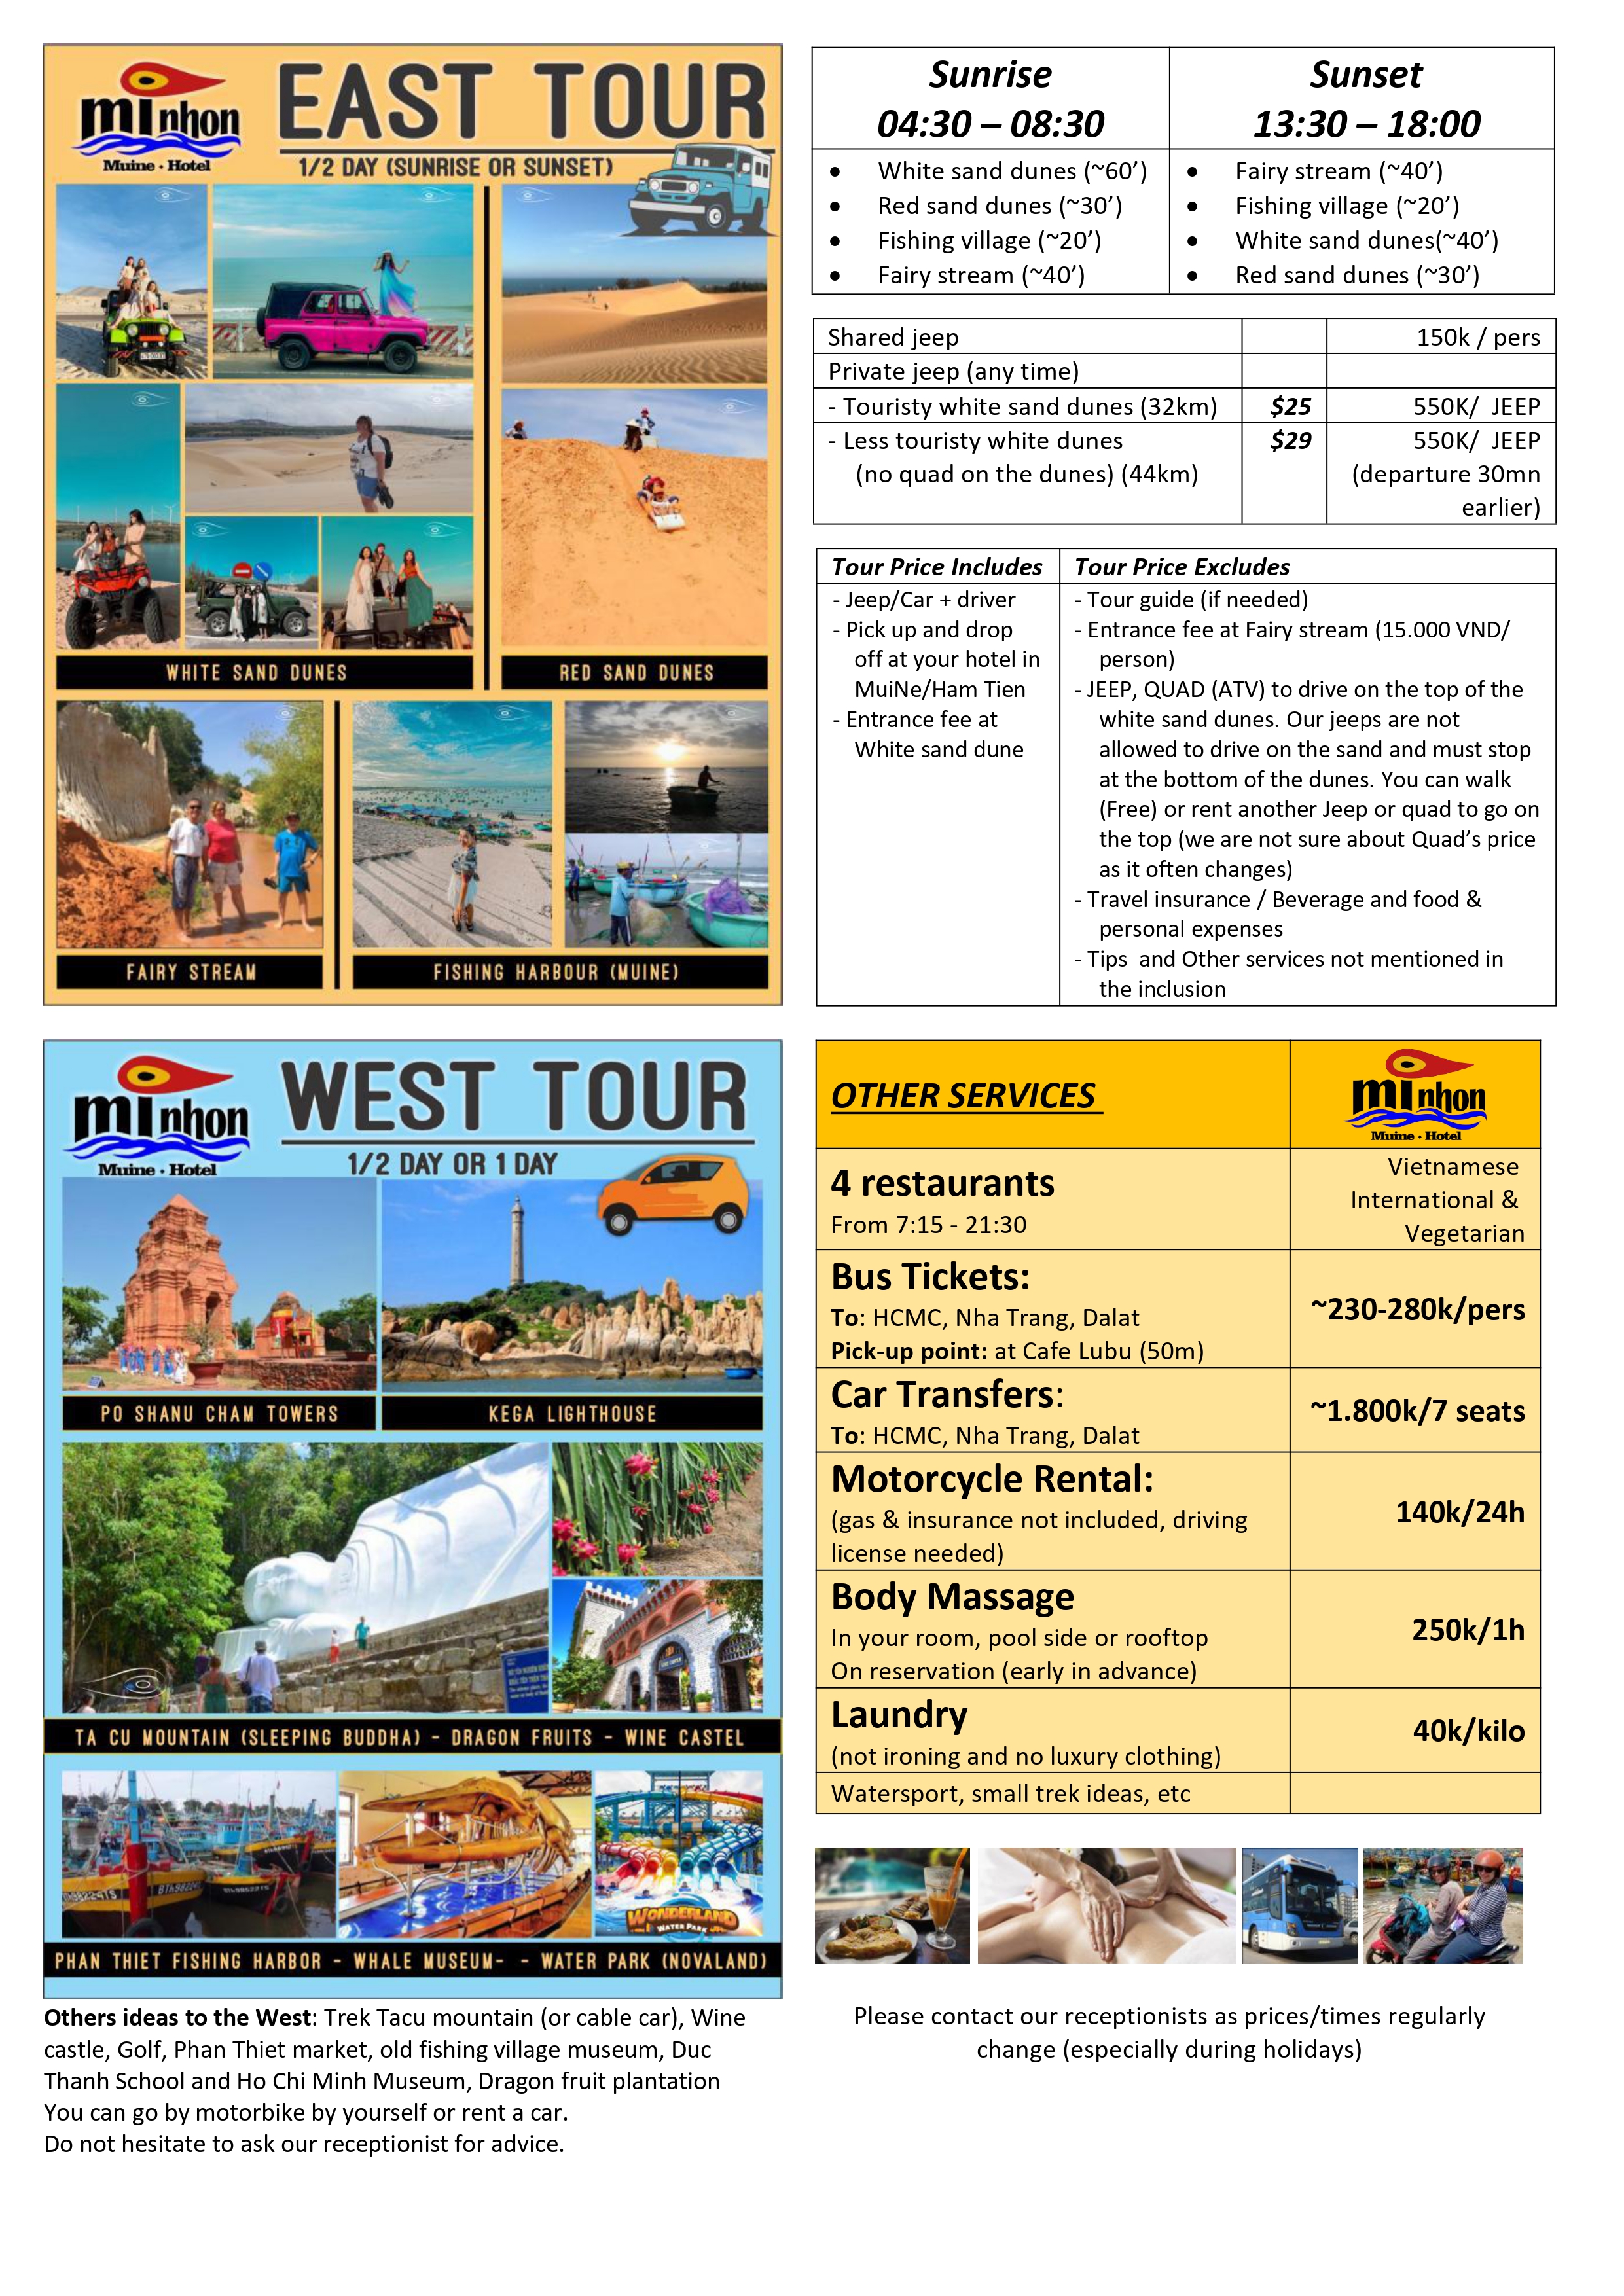 mInhon
Muine • Hotel
EAST TOUR
1/2 DAY (SUNRISE OR SUNSET)
WHITE SAND DUNES
RED SAND DUNES
FAIRY STREAM
FISHING HARBOUR (MUINE)
Sunrise
04:30 – 08:30
Sunset
13:30 – 18:00
• White sand dunes (~60’)
• Red sand dunes (~30’)
• Fishing village (~20’)
• Fairy stream (~40’)
• Fairy stream (~40’)
• Fishing village (~20’)
• White sand dunes(~40’)
• Red sand dunes (~30’)
Shared jeep 150k / pers
Private jeep (any time)
- Touristy white sand dunes (32km) $25 550K/ JEEP
- Less touristy white dunes $29 550K/ JEEP
(no quad on the dunes) (44km) (departure 30mn
earlier)
Tour Price Includes
- Jeep/Car + driver
- Pick up and drop
off at your hotel in
MuiNe/Ham Tien
- Entrance fee at
White sand dune
Tour Price Excludes
- Tour guide (if needed)
- Entrance fee at Fairy stream (15.000 VND/
person)
- JEEP, QUAD (ATV) to drive on the top of the
white sand dunes. Our jeeps are not
allowed to drive on the sand and must stop
at the bottom of the dunes. You can walk
(Free) or rent another Jeep or quad to go on
the top (we are not sure about Quad’s price
as it often changes)
- Travel insurance / Beverage and food &
personal expenses
- Tips and Other services not mentioned in
the inclusion
mInhon
Muine • Hotel
WEST TOUR
1/2 DAY OR 1 DAY
PO SHANU CHAM TOWERS
KEGA LIGHTHOUSE
TA CU MOUNTAIN (SLEEPING BUDDHA) - DRAGON FRUITS - WINE CASTEL
WONDERLAND
WATER PARK
PHAN THIET FISHING HARBOR - WHALE MUSEUM- - WATER PARK (NOVALAND)
Others ideas to the West: Trek Tacu mountain (or cable car), Wine
castle, Golf, Phan Thiet market, old fishing village museum, Duc
Thanh School and Ho Chi Minh Museum, Dragon fruit plantation
You can go by motorbike by yourself or rent a car.
Do not hesitate to ask our receptionist for advice.
OTHER SERVICES
mInhon
Muine • Hotel
4 restaurants
From 7:15 - 21:30
Vietnamese
International &
Vegetarian
Bus Tickets:
To: HCMC, Nha Trang, Dalat
Pick-up point: at Cafe Lubu (50m)
~230-280k/pers
Car Transfers:
To: HCMC, Nha Trang, Dalat
~1.800k/7 seats
Motorcycle Rental:
(gas & insurance not included, driving
license needed)
140k/24h
Body Massage
In your room, pool side or rooftop
On reservation (early in advance)
250k/1h
Laundry
(not ironing and no luxury clothing)
40k/kilo
Watersport, small trek ideas, etc
Please contact our receptionists as prices/times regularly
change (especially during holidays)